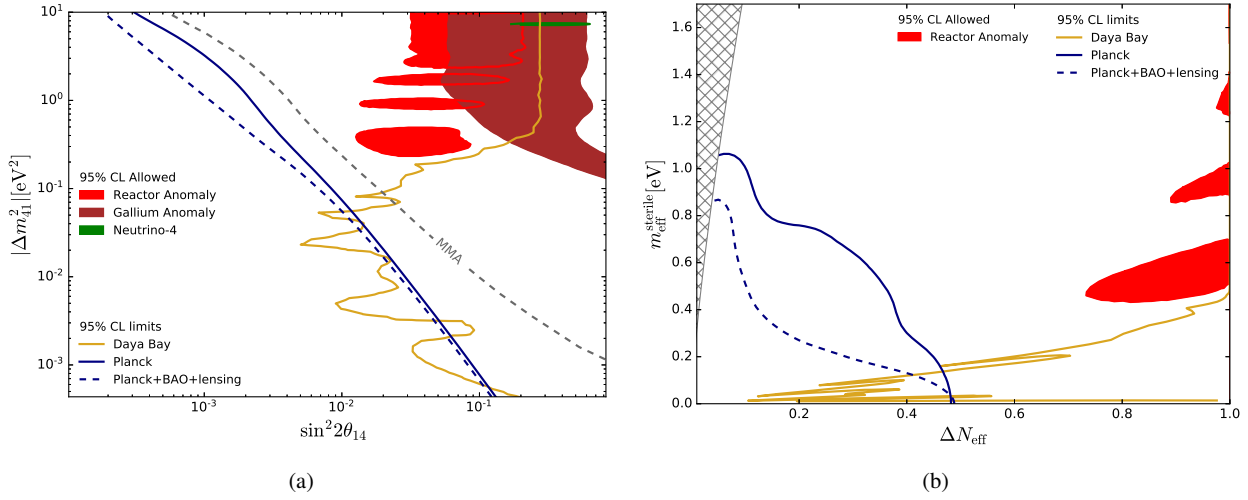 10^1
10^0
10^-1
10^-2
10^-3
|Δm^2_41|[eV^2]
95% CL Allowed
Reactor Anomaly
Gallium Anomaly
Neutrino-4
MMA
95% CL limits
Daya Bay
Planck
Planck+BAO+lensing
10^-3 10^-2 10^-1
sin^2 2θ_14
(a)
1.6
1.4
1.2
1.0
0.8
0.6
0.4
0.2
0.0
m^sterile_eff [eV]
95% CL Allowed
Reactor Anomaly
95% CL limits
Daya Bay
Planck
Planck+BAO+lensing
0.2 0.4 0.6 0.8 1.0
ΔN_eff
(b)